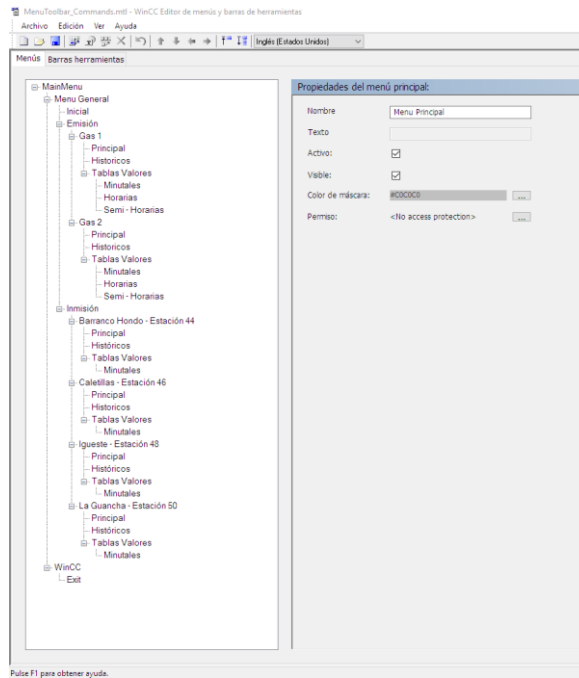 MenuToolbar_Commands.mtl - WinCC Editor de menús y barras de herramientas
Archivo Edición Ver Ayuda
Inglés (Estados Unidos)
Menús Barras herramientas
MainMenu
Menu General
Inicial
Emisión
Gas 1
Principal
Historicos
Tablas Valores
Minutales
Horarias
Semi - Horarias
Gas 2
Principal
Historicos
Tablas Valores
Minutales
Horarias
Semi - Horarias
Inmisión
Barranco Hondo - Estación 44
Principal
Históricos
Tablas Valores
Minutales
Caletillas - Estación 46
Principal
Historicos
Tablas Valores
Minutales
Igueste - Estación 48
Principal
Históricos
Tablas Valores
Minutales
La Guancha - Estación 50
Principal
Históricos
Tablas Valores
Minutales
WinCC
Exit
Propiedades del menú principal:
Nombre Menu Principal
Texto
Activo:
Visible:
Color de máscara: #C0C0C0 ...
Permiso: <No access protection> ...
Pulse F1 para obtener ayuda.